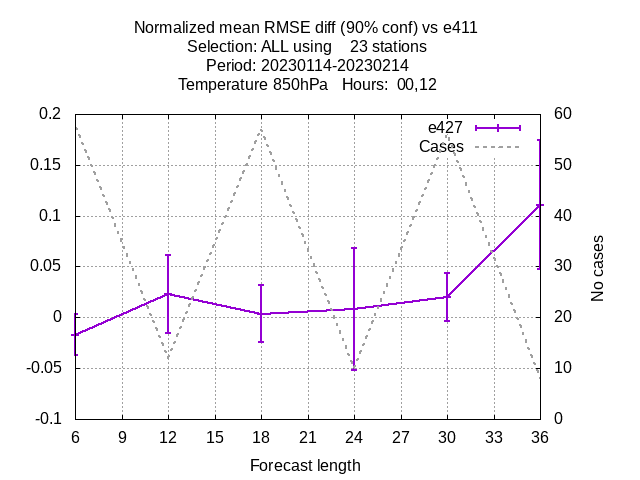 Normalized mean RMSE diff (90% conf) vs e411
Selection: ALL using 23 stations
Period: 20230114-20230214
Temperature 850hPa Hours: 00,12
0.2
0.15
0.1
0.05
0
-0.05
-0.1
e427
Cases
60
50
40
30
20
10
0
No cases
6 9 12 15 18 21 24 27 30 33 36
Forecast length